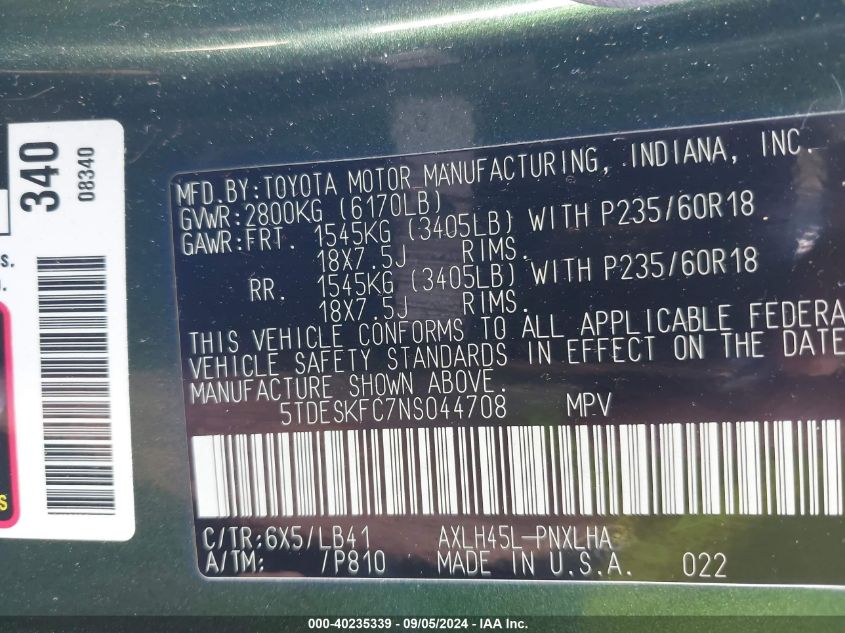 340
08340
s.
.
S
MFD.BY:TOYOTA MOTOR MANUFACTURING, INDIANA, INC.
GVWR:2800KG (6170LB)
GAWR:FRT. 1545KG (3405LB) WITH P235/60R18
18X7.5J RIMS.
RR. 1545KG (3405LB) WITH P235/60R18
18X7.5J RIMS.
THIS VEHICLE CONFORMS TO ALL APPLICABLE FEDERA
VEHICLE SAFETY STANDARDS IN EFFECT ON THE DATE
MANUFACTURE SHOWN ABOVE.
5TDESKFC7NS044708 MPV
C/TR:6X5/LB41 AXLH45L-PNXLHA
A/TM: /P810 MADE IN U.S.A. 022
000-40235339 - 09/05/2024 - IAA Inc.